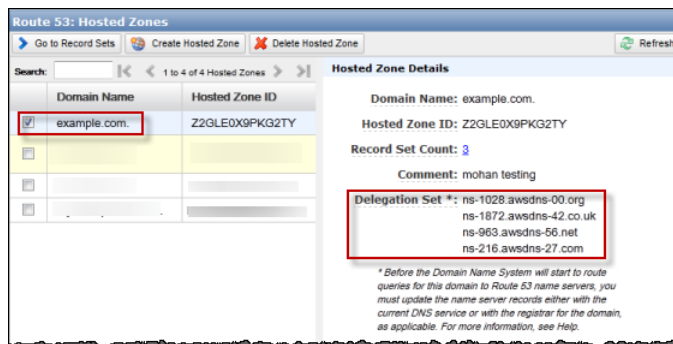 Route 53: Hosted Zones
Go to Record Sets Create Hosted Zone Delete Hosted Zone Refresh
Search: 1 to 4 of 4 Hosted Zones
Domain Name Hosted Zone ID
example.com. Z2GLE0X9PKG2TY
Hosted Zone Details
Domain Name: example.com.
Hosted Zone ID: Z2GLE0X9PKG2TY
Record Set Count: 3
Comment: mohan testing
Delegation Set *: ns-1028.awsdns-00.org
ns-1872.awsdns-42.co.uk
ns-963.awsdns-56.net
ns-216.awsdns-27.com
* Before the Domain Name System will start to route
queries for this domain to Route 53 name servers, you
must update the name server records either with the
current DNS service or with the registrar for the domain,
as applicable. For more information, see Help.